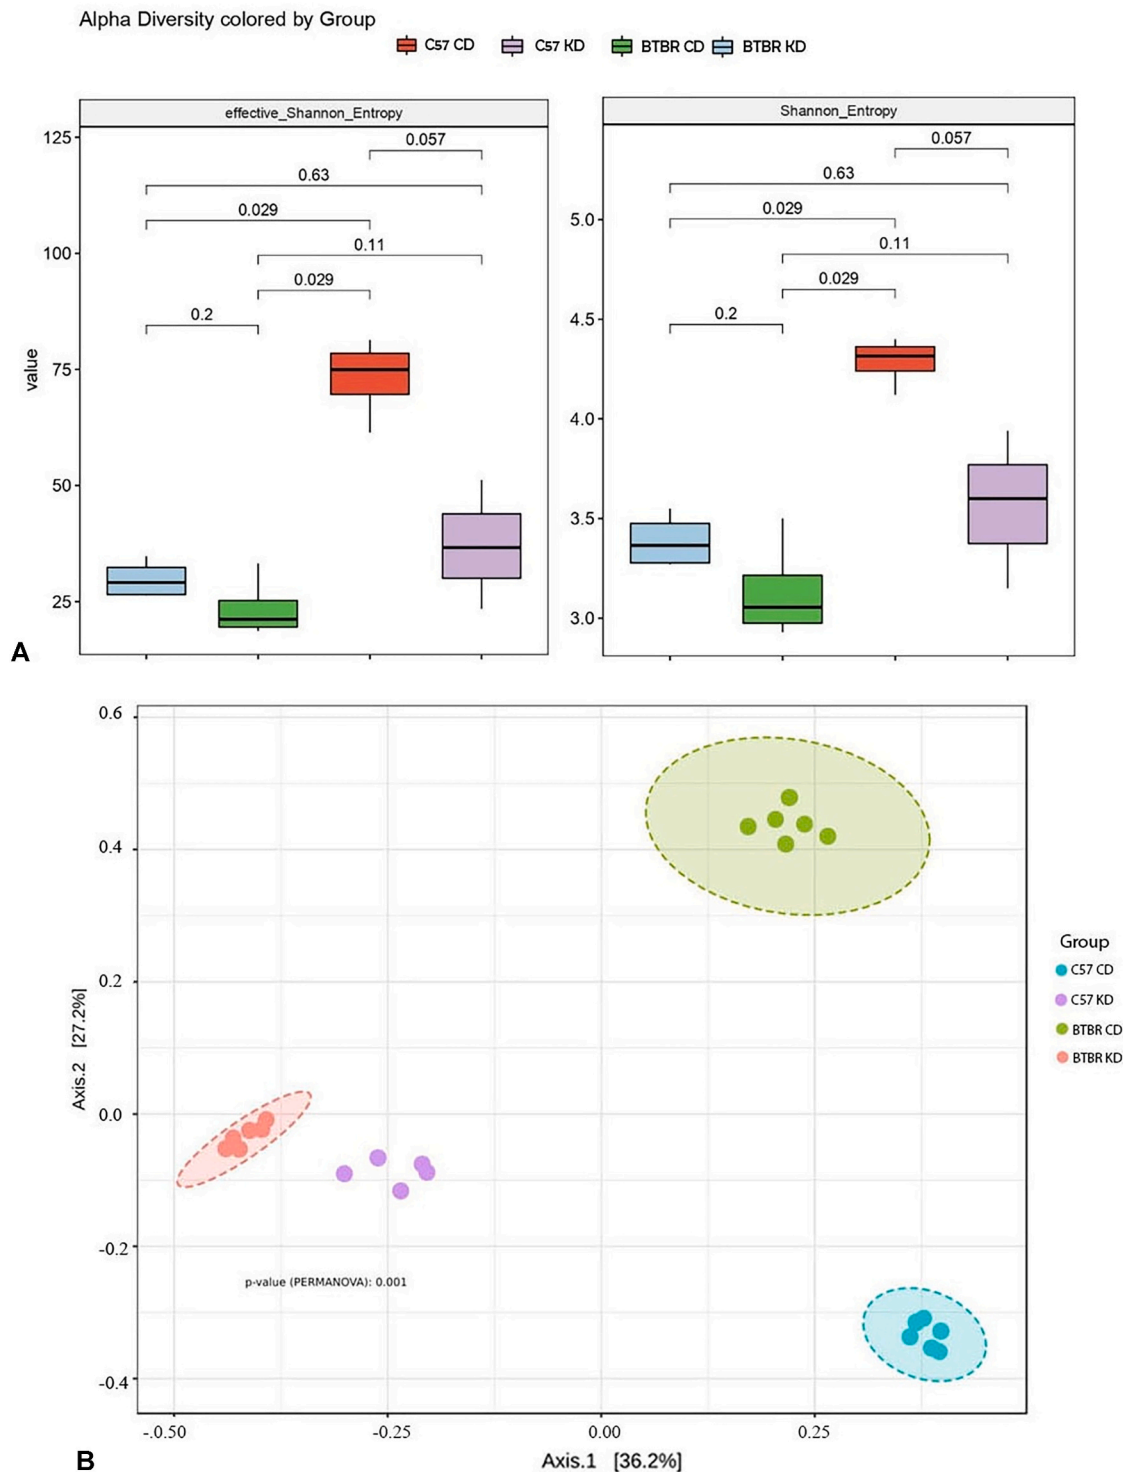 Alpha Diversity colored by Group
C57 CD C57 KD BTBR CD BTBR KD
effective_Shannon_Entropy
Shannon_Entropy
value
125
100
75
50
25
0.057
0.63
0.029
0.11
0.029
0.2
5.0
4.5
4.0
3.5
3.0
0.057
0.63
0.029
0.11
0.029
0.2
A
0.6
0.4
0.2
0.0
-0.2
-0.4
Axis.2 [27.2%]
p-value (PERMANOVA): 0.001
Group
C57 CD
C57 KD
BTBR CD
BTBR KD
-.0.50 -0.25 0.00 0.25
Axis.1 [36.2%]
B